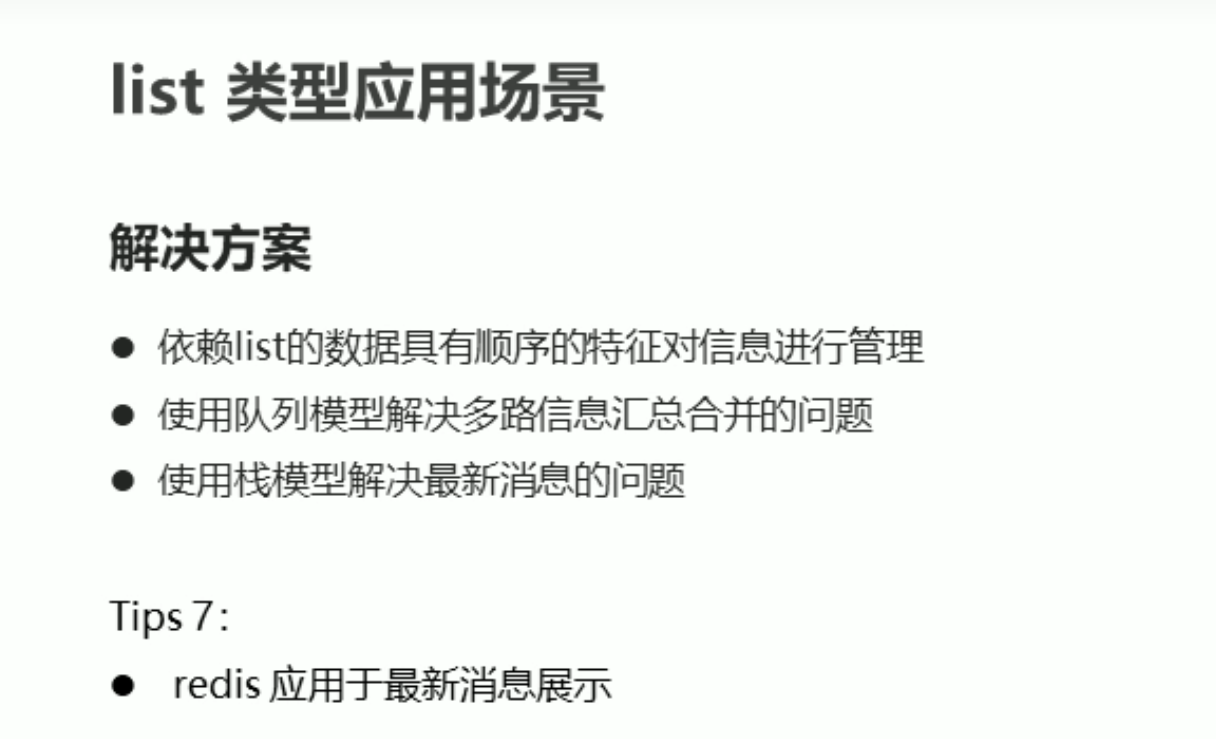 list 类型应用场景
解决方案
● 依赖list的数据具有顺序的特征对信息进行管理
● 使用队列模型解决多路信息汇总合并的问题
● 使用栈模型解决最新消息的问题
Tips 7：
● redis 应用于最新消息展示